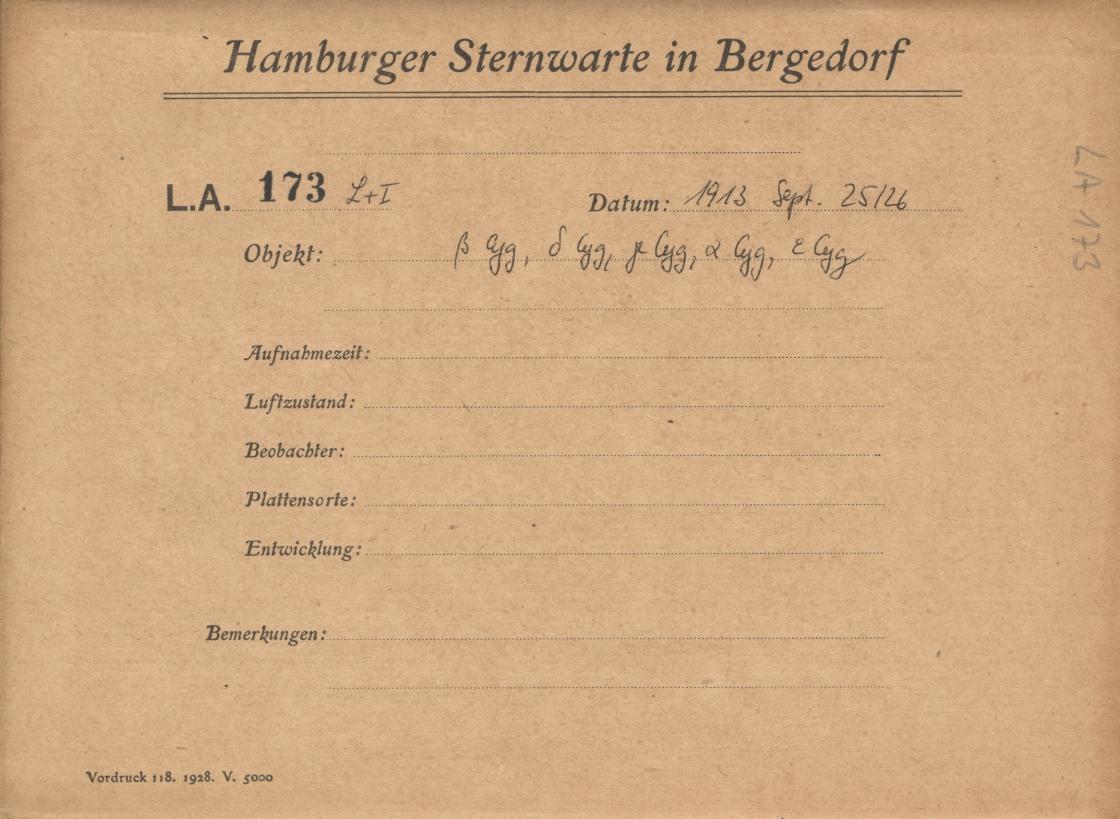 Hamburger Sternwarte in Bergedorf
L.A. 173 L+I
Datum: 1913 Sept. 25/26
Objekt: β Cyg, δ Cyg, γ Cyg, α Cyg, ε Cyg
Aufnahmezeit:
Luftzustand:
Beobachter:
Plattensorte:
Entwicklung:
Bemerkungen:
Vordruck 118. 1928. V. 5000
LA 173